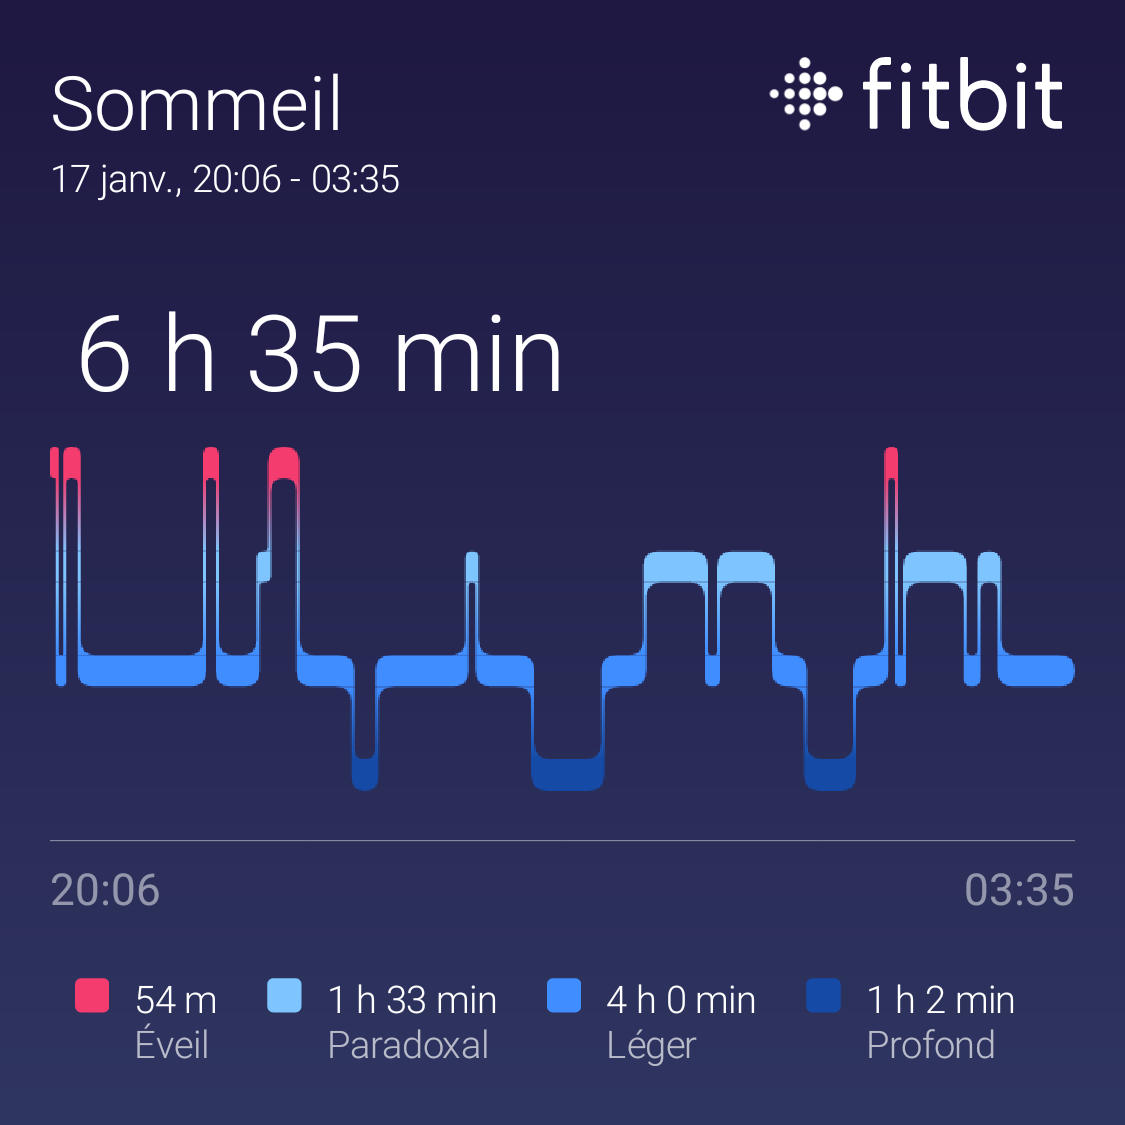 Sommeil
fitbit
17 janv., 20:06 - 03:35
6 h 35 min
20:06
03:35
54 m
1 h 33 min
4 h 0 min
1 h 2 min
Éveil
Paradoxal
Léger
Profond